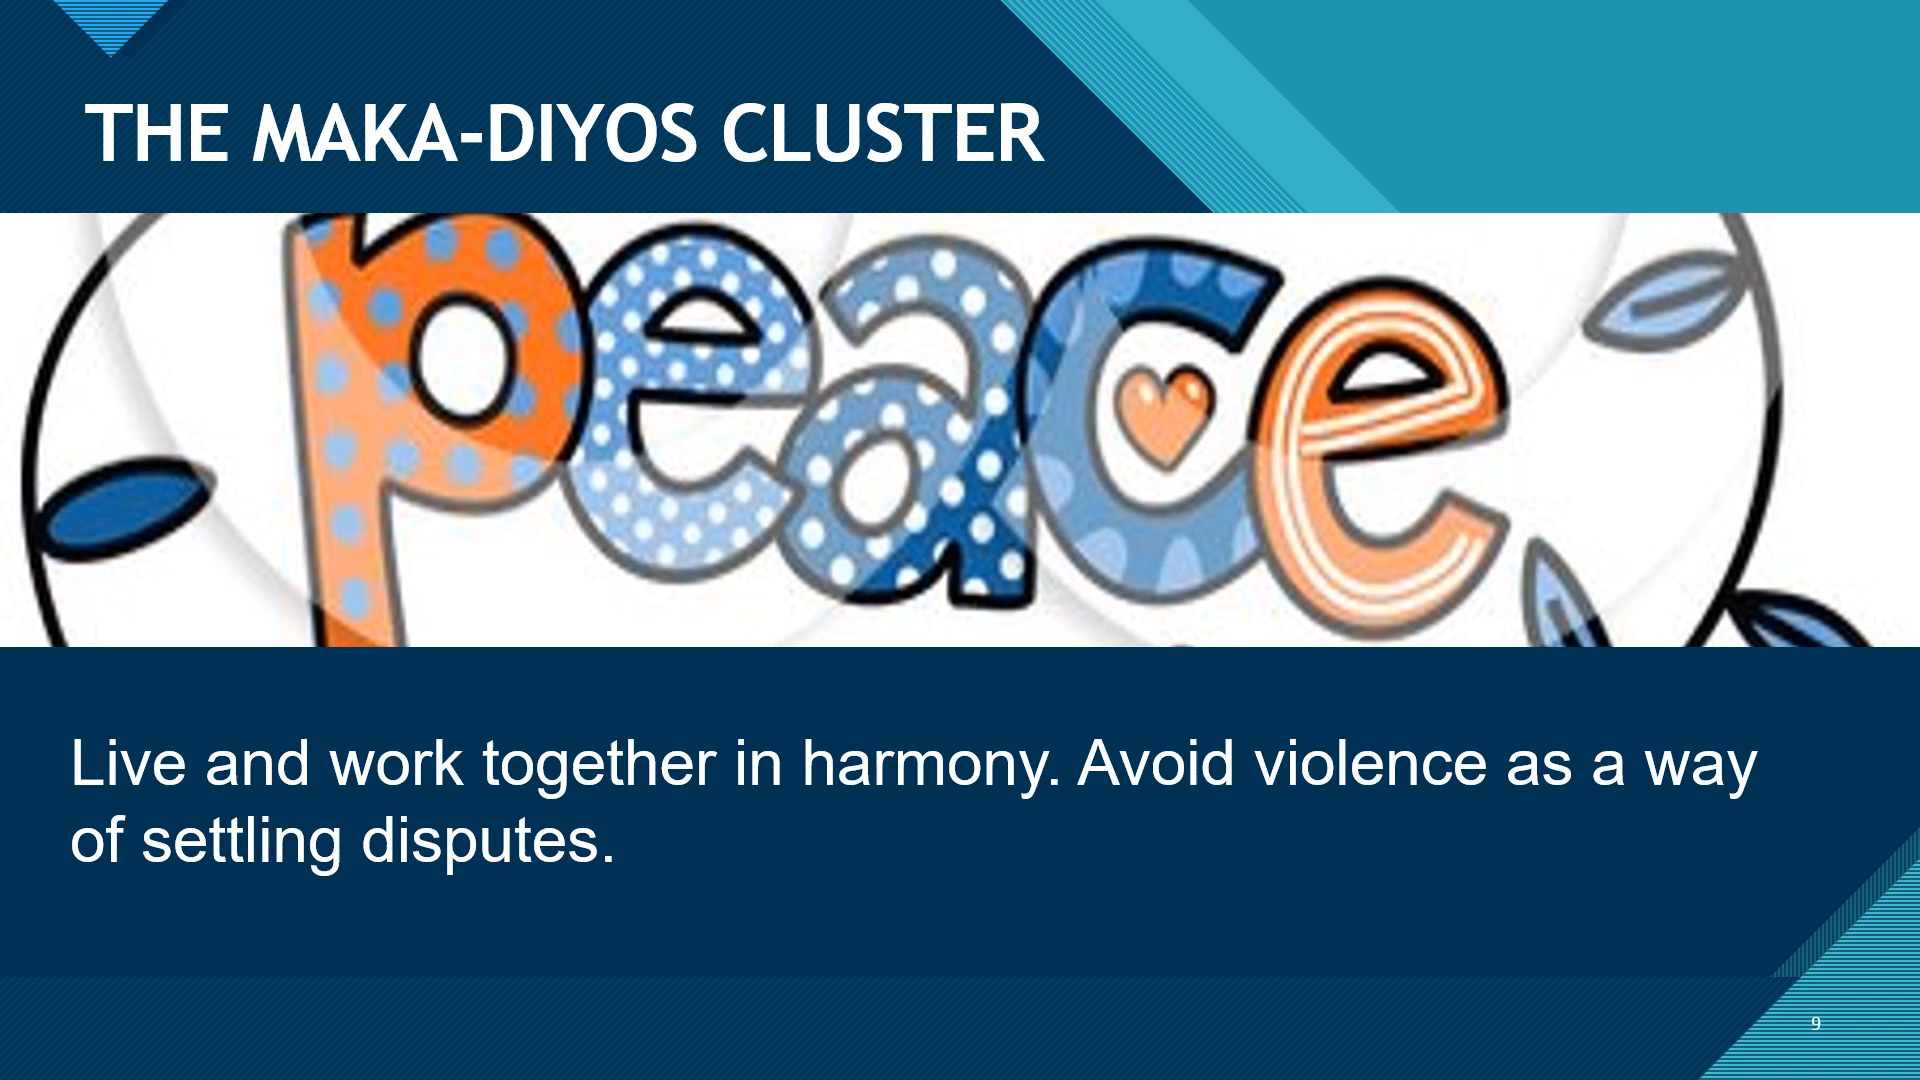 THE MAKA-DIYOS CLUSTER
peace
Live and work together in harmony. Avoid violence as a way
of settling disputes.
9